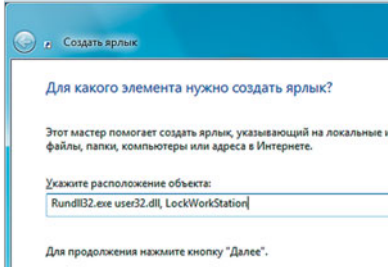 Создать ярлык
Для какого элемента нужно создать ярлык?
Этот мастер помогает создать ярлык, указывающий на локальные и
файлы, папки, компьютеры или адреса в Интернете.
Укажите расположение объекта:
Rundll32.exe user32.dll, LockWorkStation
Для продолжения нажмите кнопку "Далее".